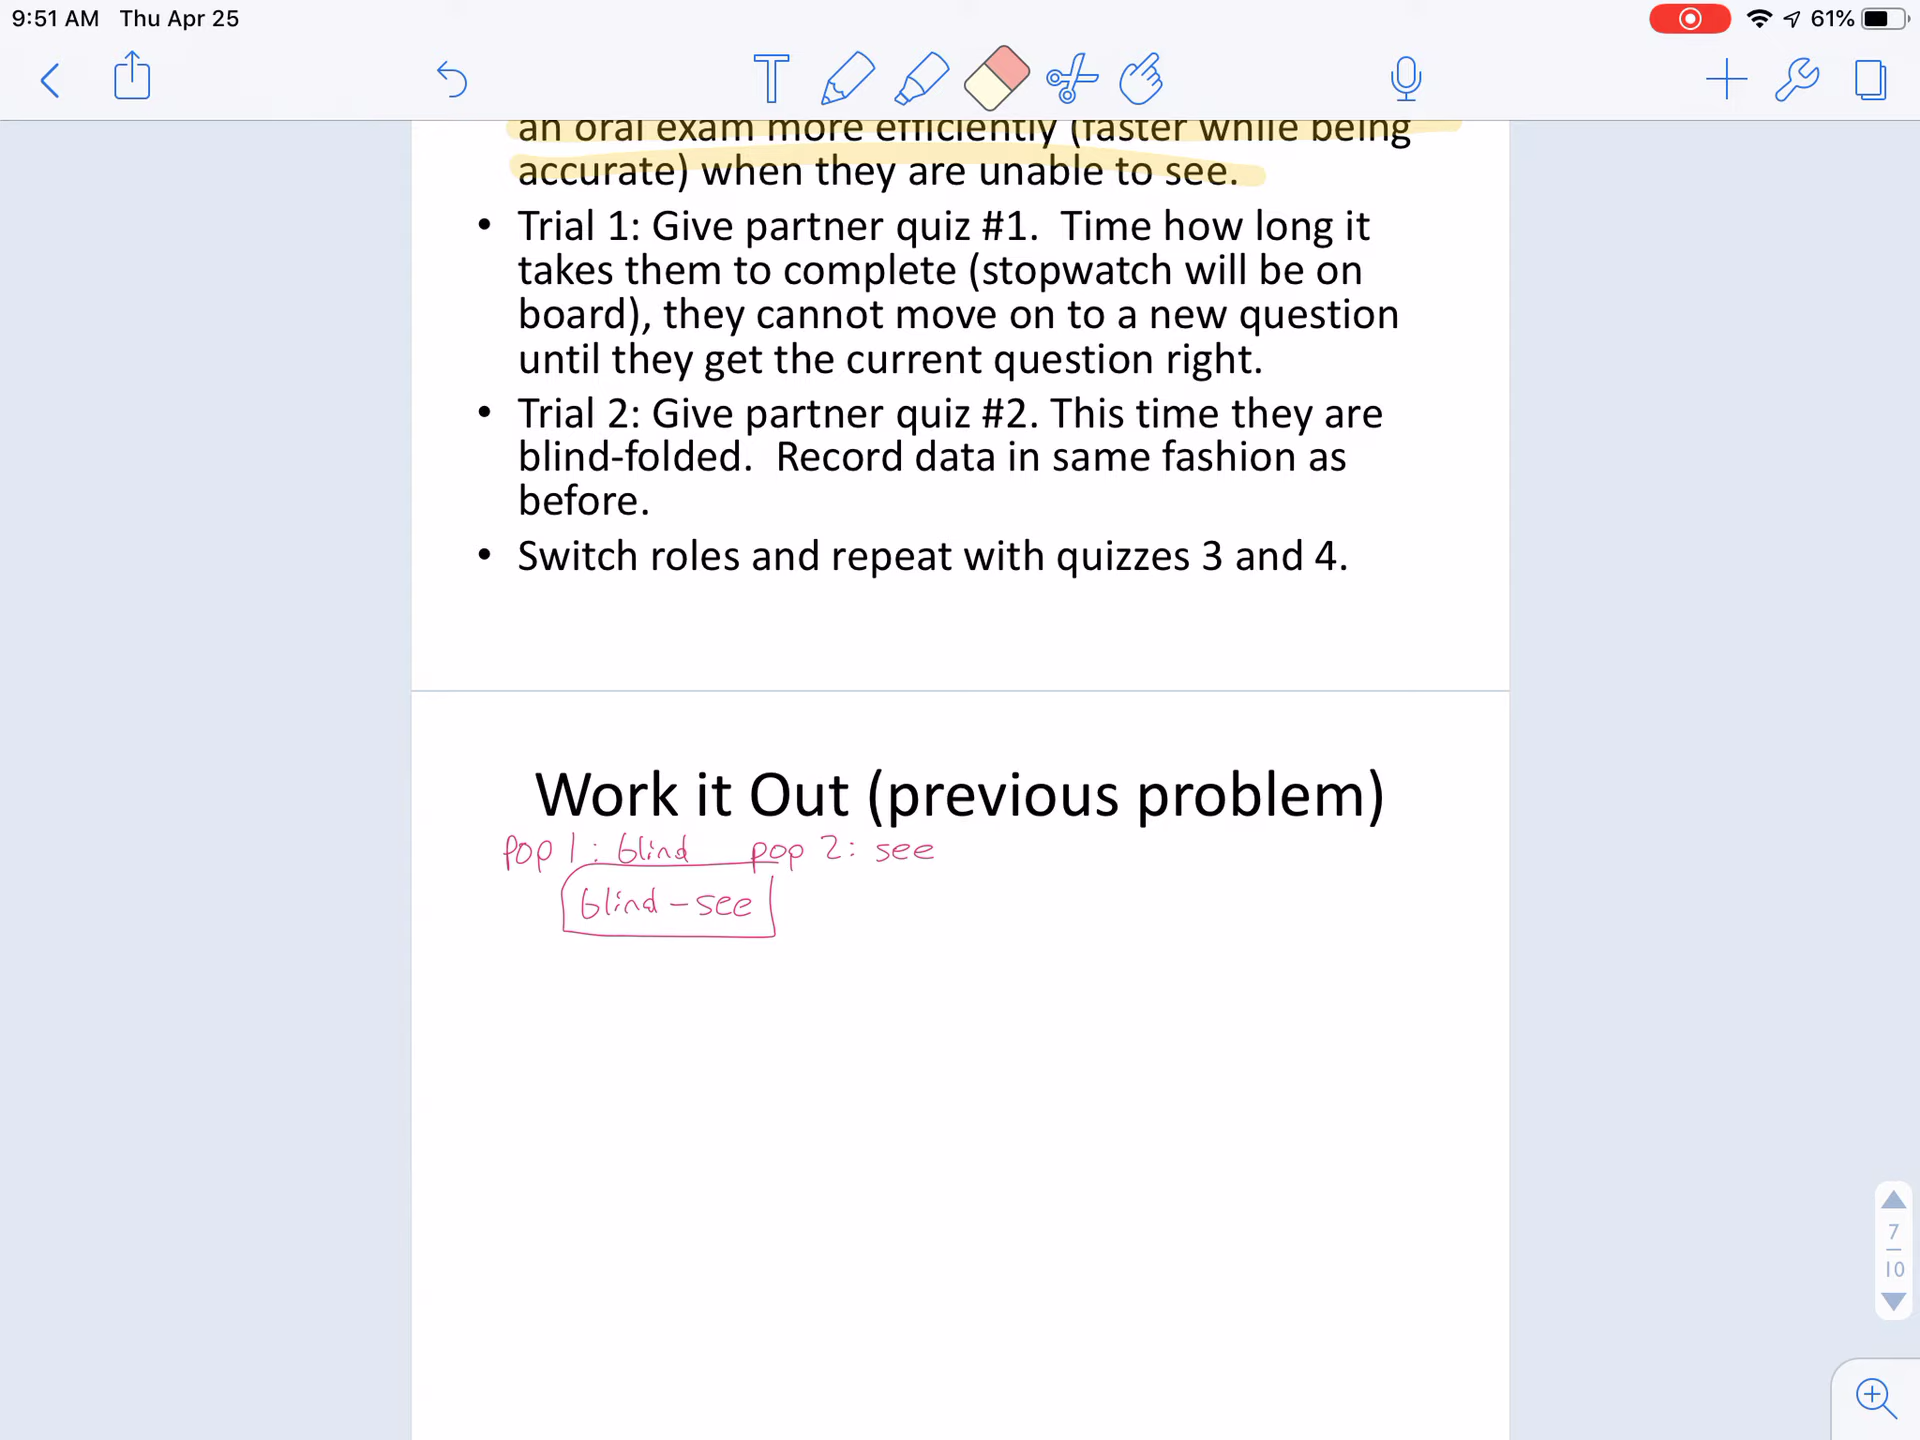 9:51 AM Thu Apr 25
61%
T
an oral exam more efficiently (faster while being
accurate) when they are unable to see.
• Trial 1: Give partner quiz #1.  Time how long it
takes them to complete (stopwatch will be on
board), they cannot move on to a new question
until they get the current question right.
• Trial 2: Give partner quiz #2. This time they are
blind-folded.  Record data in same fashion as
before.
• Switch roles and repeat with quizzes 3 and 4.
Work it Out (previous problem)
Pop 1: blind pop 2: see
blind - see
7
10